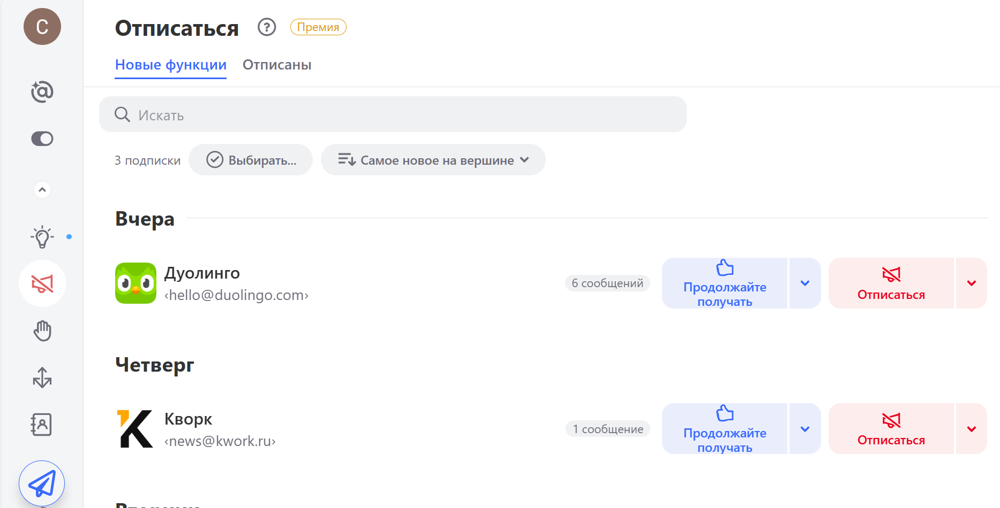 C
Отписаться
Премия
Новые функции
Отписаны
Искать
3 подписки
Выбирать...
Самое новое на вершине
Вчера
Дуолинго
‹hello@duolingo.com›
6 сообщений
Продолжайте
получать
Отписаться
Четверг
Кворк
‹news@kwork.ru›
1 сообщение
Продолжайте
получать
Отписаться